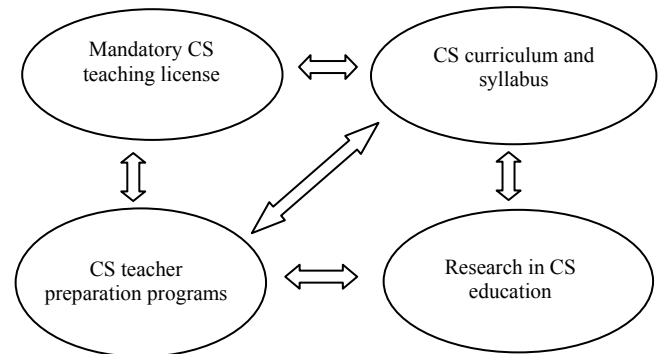 Mandatory CS
teaching license
CS curriculum and
syllabus
CS teacher
preparation programs
Research in CS
education